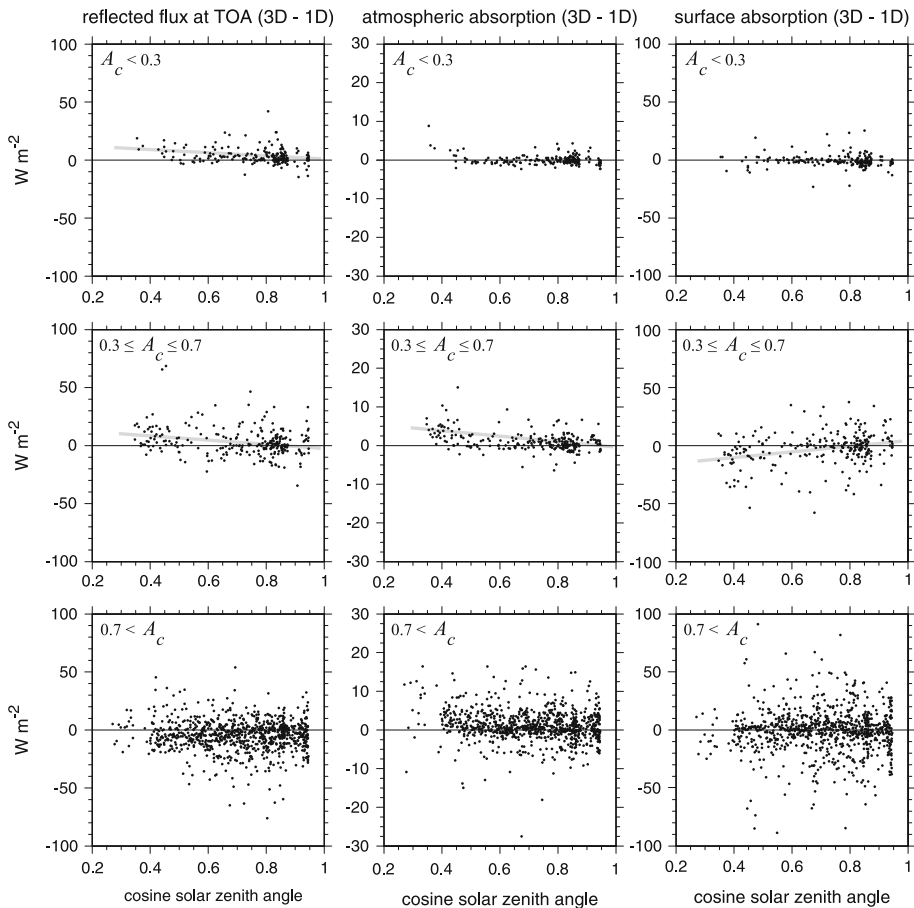 reflected flux at TOA (3D - 1D) atmospheric absorption (3D - 1D) surface absorption (3D - 1D)
100 30 100
A_c < 0.3 A_c < 0.3 A_c < 0.3
20
50 50
10
W m-2
0 0 0
-10
-50 -50
-20
-100 -30 -100
0.2 0.4 0.6 0.8 1 0.2 0.4 0.6 0.8 1 0.2 0.4 0.6 0.8 1
100 30 100
0.3 ≤ A_c ≤ 0.7 0.3 ≤ A_c ≤ 0.7 0.3 ≤ A_c ≤ 0.7
20
50 50
10
W m-2
0 0 0
-10
-50 -50
-20
-100 -30 -100
0.2 0.4 0.6 0.8 1 0.2 0.4 0.6 0.8 1 0.2 0.4 0.6 0.8 1
100 30 100
0.7 < A_c 0.7 < A_c 0.7 < A_c
20
50 50
10
W m-2
0 0 0
-10
-50 -50
-20
-100 -30 -100
0.2 0.4 0.6 0.8 1 0.2 0.4 0.6 0.8 1 0.2 0.4 0.6 0.8 1
cosine solar zenith angle cosine solar zenith angle cosine solar zenith angle